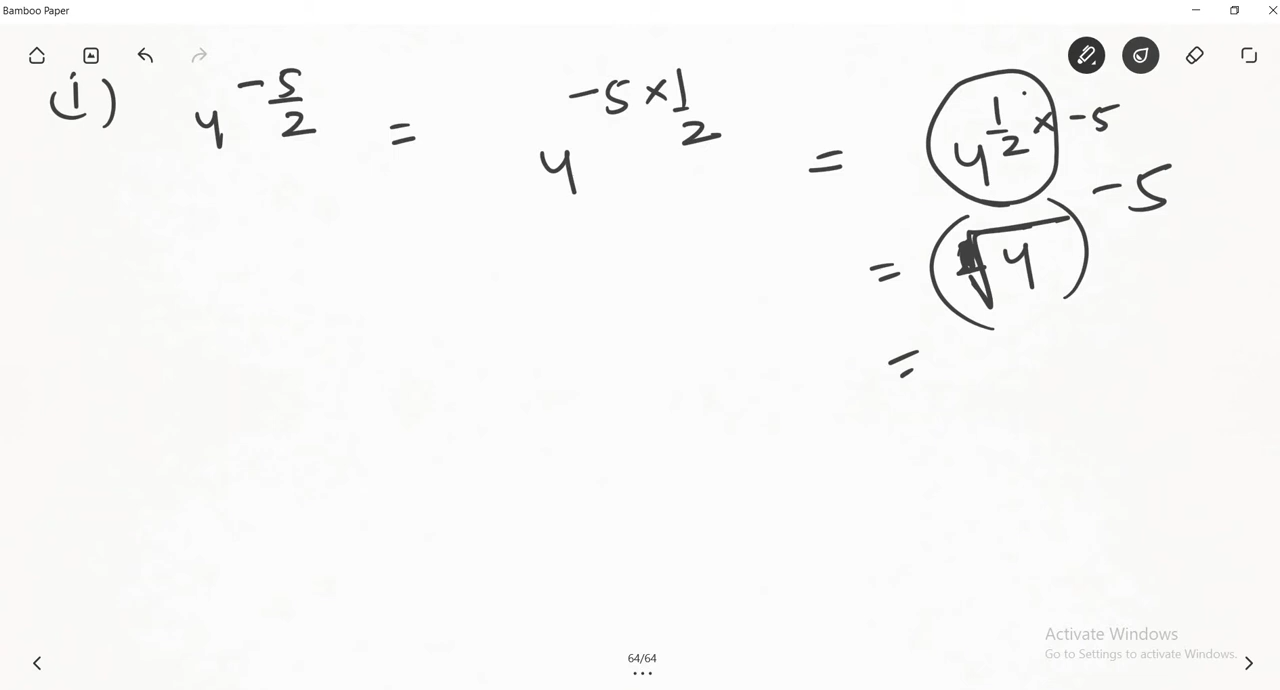 Bamboo Paper
(i) 4^{-5/2} = 4^{-5 × 1/2} = 4^{1/2 × -5}
= (√4)^{-5}
=
Activate Windows
Go to Settings to activate Windows.
64/64